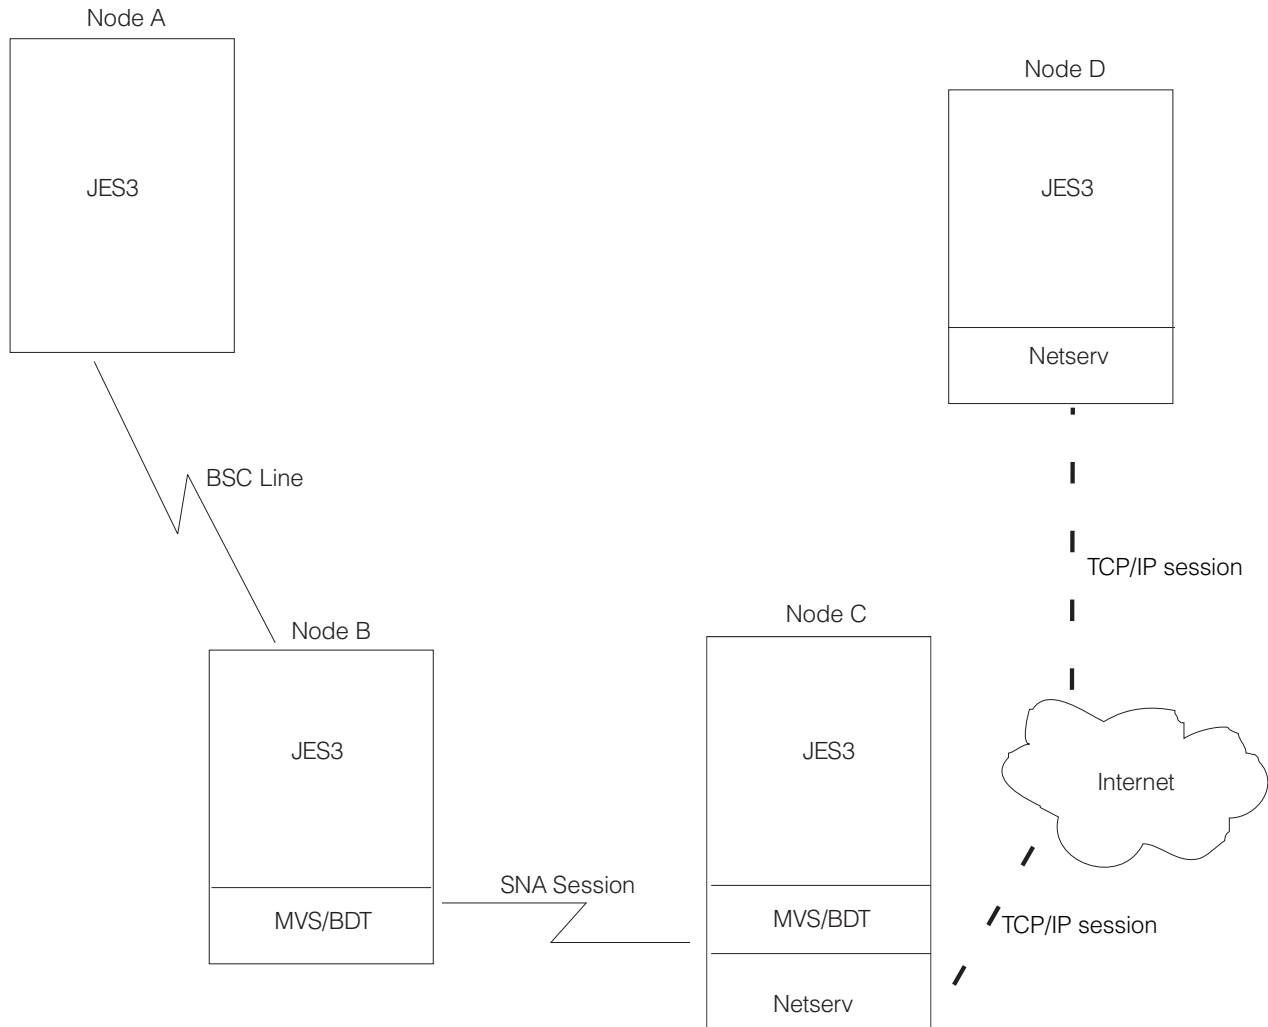 Node A
JES3
Node D
JES3
Netserv
BSC Line
TCP/IP session
Node B
JES3
MVS/BDT
SNA Session
Node C
JES3
MVS/BDT
Netserv
Internet
TCP/IP session